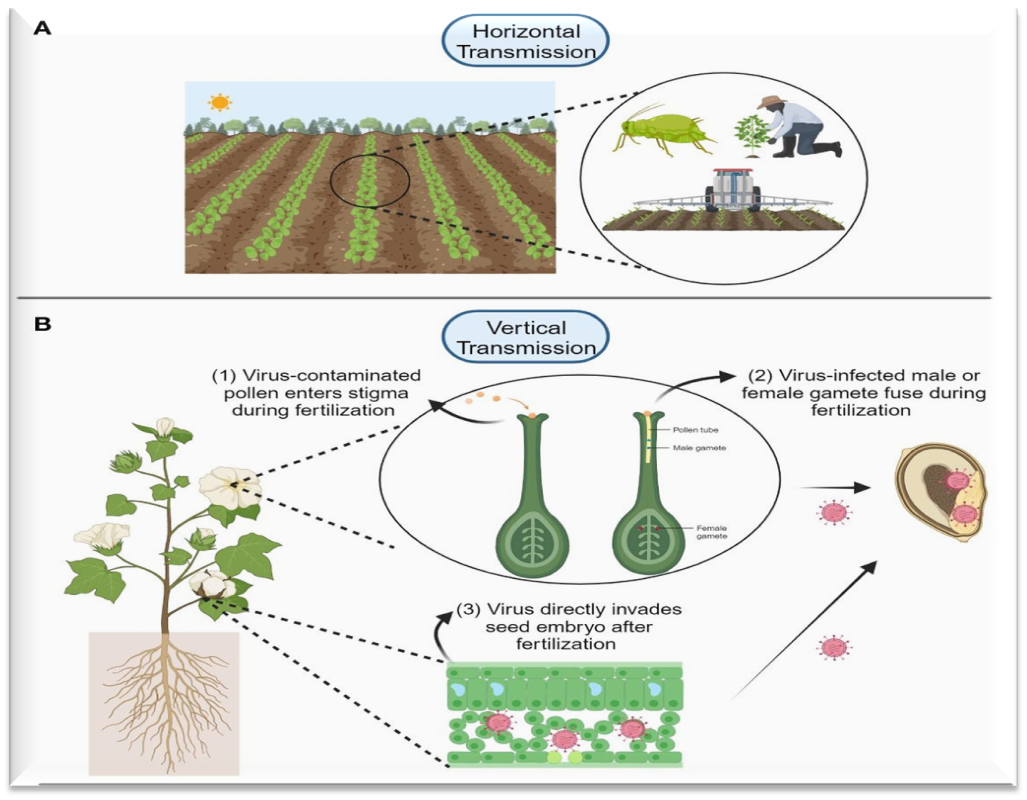 A
Horizontal
Transmission
B
Vertical
Transmission
(1) Virus-contaminated
pollen enters stigma
during fertilization
(2) Virus-infected male or
female gamete fuse during
fertilization
Pollen tube
Male gamete
Female
gamete
(3) Virus directly invades
seed embryo after
fertilization